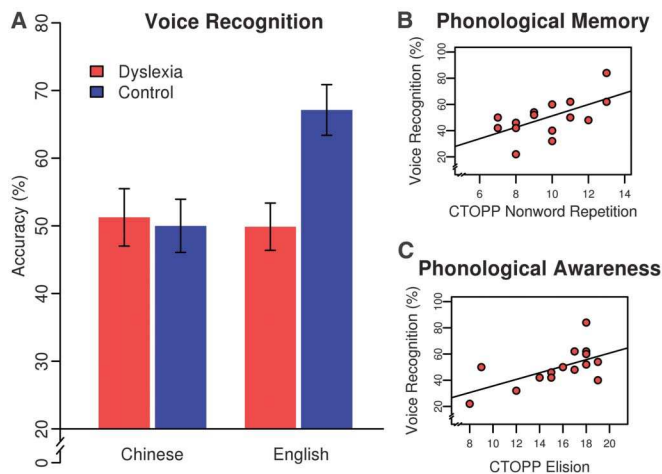 A
Voice Recognition
Dyslexia
Control
Accuracy (%)
80
70
60
50
40
30
20
0
Chinese
English
B
Phonological Memory
Voice Recognition (%)
100
80
60
40
20
6 8 10 12 14
CTOPP Nonword Repetition
C
Phonological Awareness
Voice Recognition (%)
100
80
60
40
20
8 10 12 14 16 18 20
CTOPP Elision